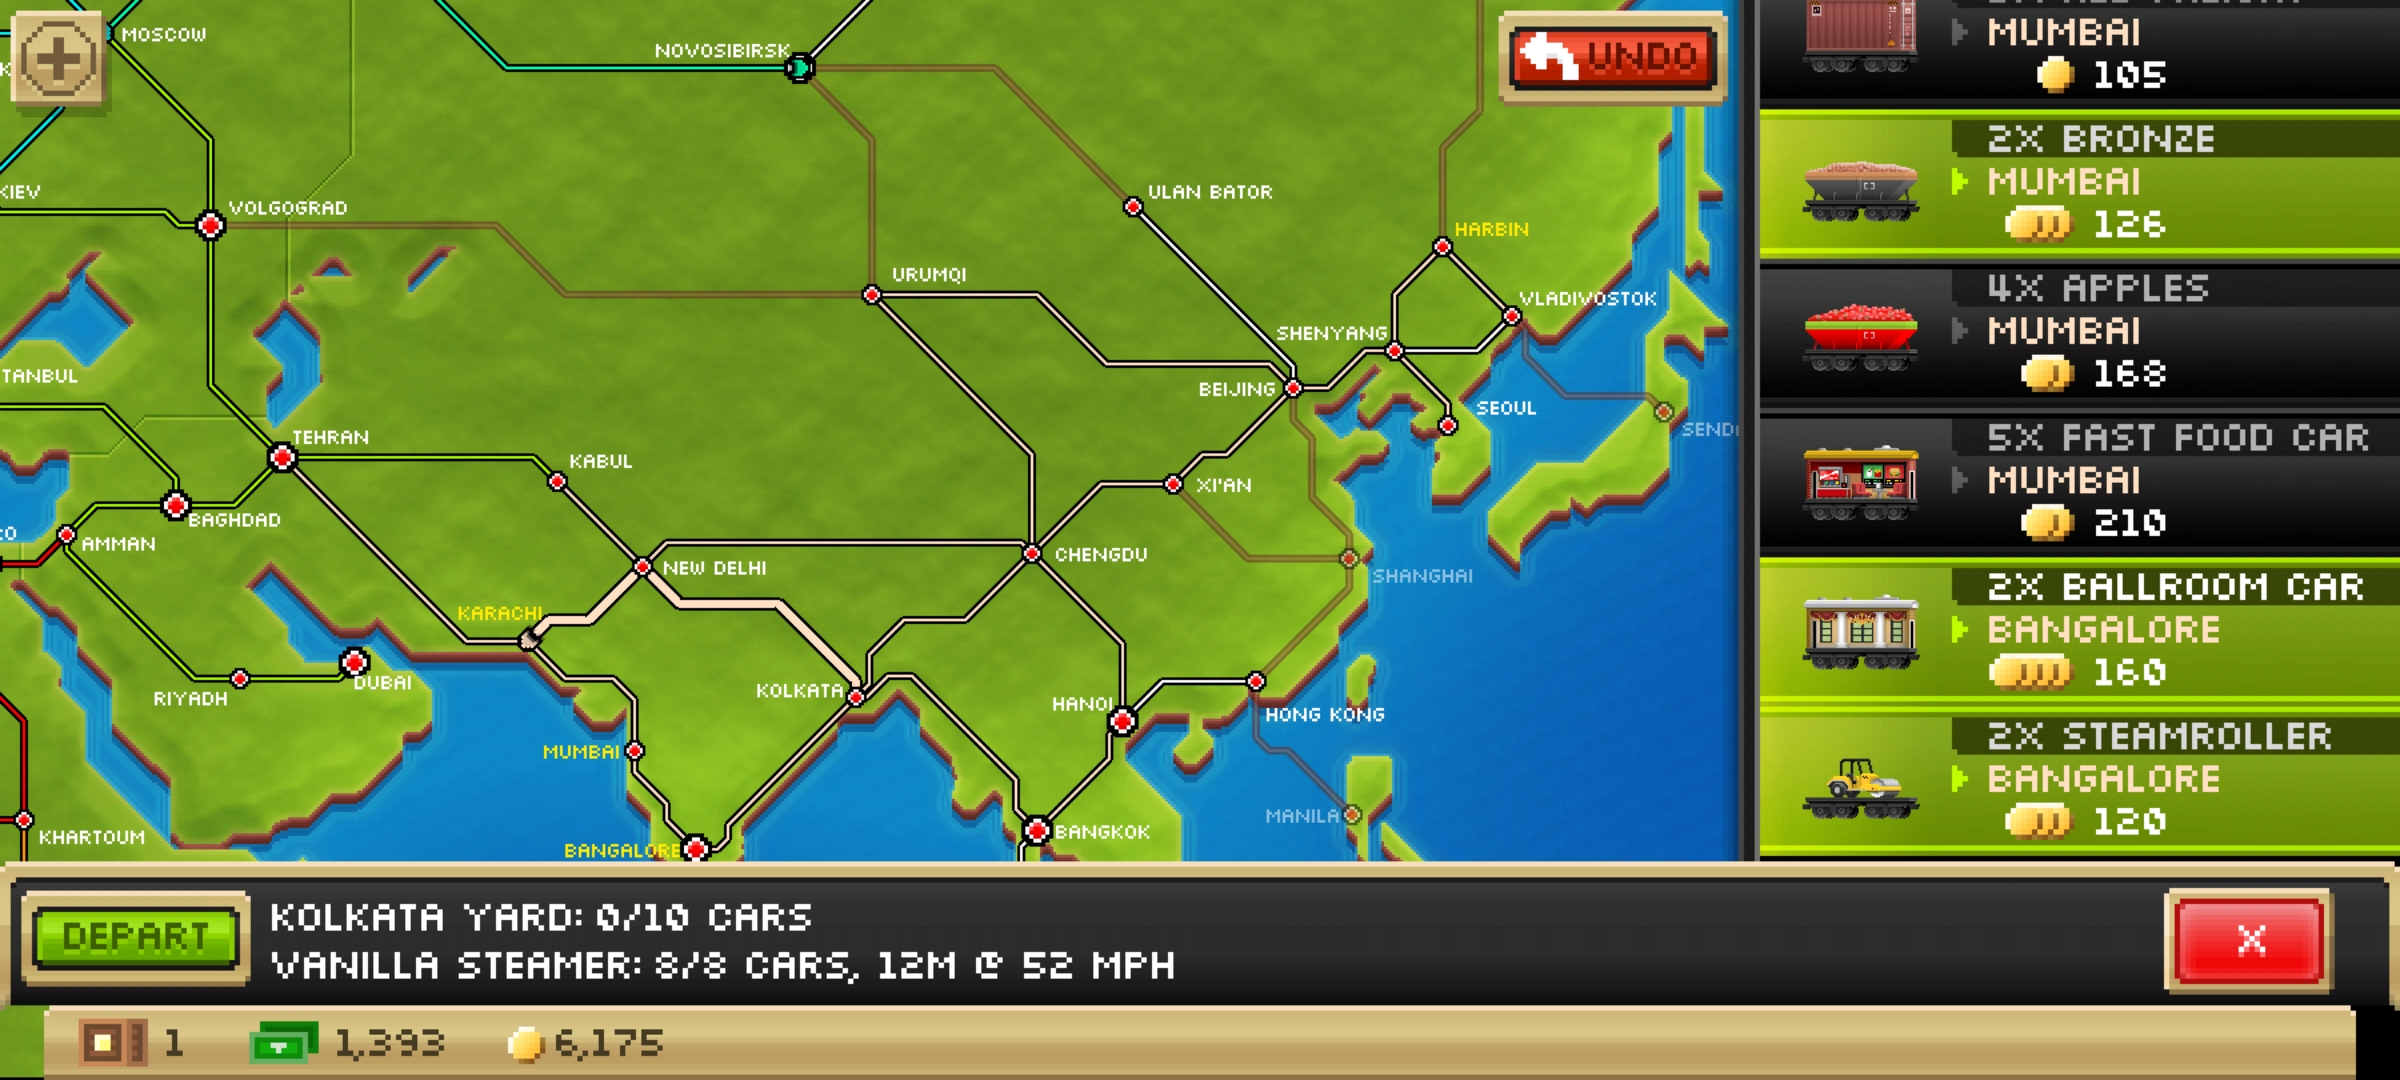 MOSCOW
NOVOSIBIRSK
UNDO
KIEV
VOLGOGRAD
ULAN BATOR
HARBIN
URUMQI
VLADIVOSTOK
SHENYANG
TANBUL
BEIJING
SEOUL
SEND
TEHRAN
KABUL
XI'AN
BAGHDAD
AMMAN
NEW DELHI
CHENGDU
SHANGHAI
KARACHI
DUBAI
RIYADH
KOLKATA
HANOI
HONG KONG
MUMBAI
MANILA
KHARTOUM
BANGKOK
BANGALORE
MUMBAI
105
2X BRONZE
MUMBAI
126
4X APPLES
MUMBAI
168
5X FAST FOOD CAR
MUMBAI
210
2X BALLROOM CAR
BANGALORE
160
2X STEAMROLLER
BANGALORE
120
DEPART
KOLKATA YARD: 0/10 CARS
VANILLA STEAMER: 8/8 CARS, 12M @ 52 MPH
X
1 1,393 6,175